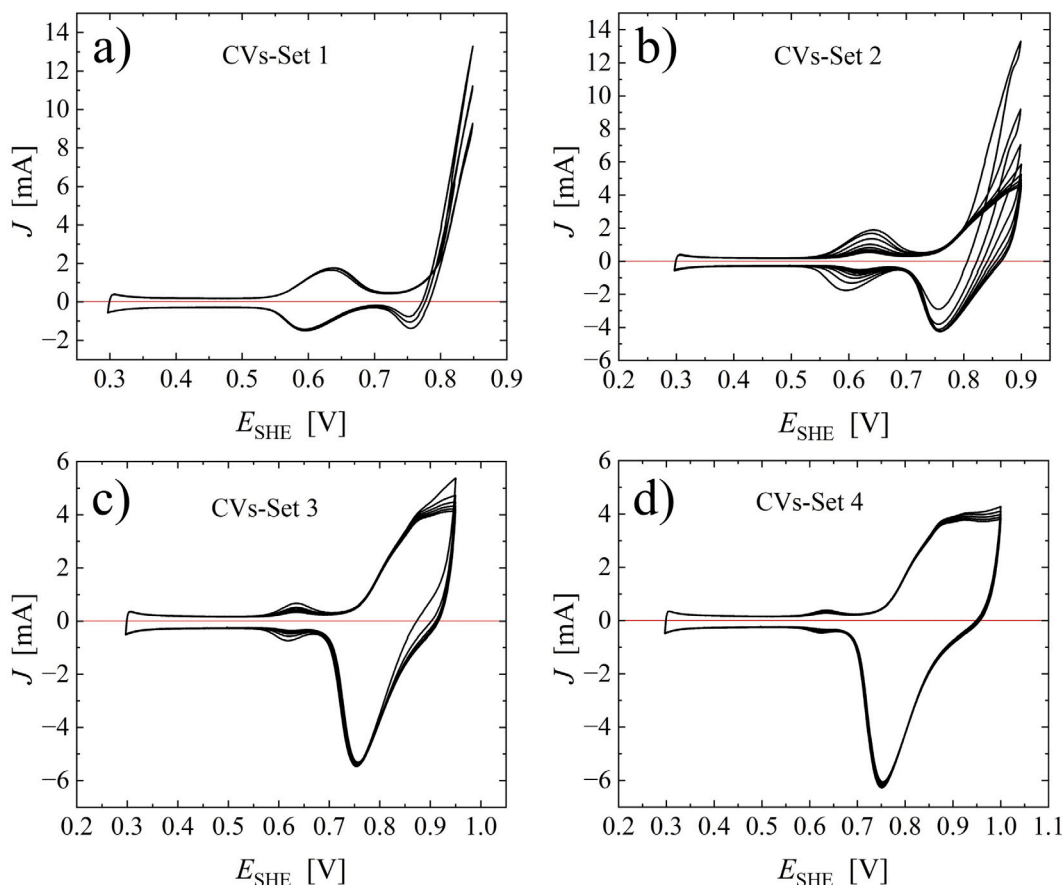 a)
CVs-Set 1
J [mA]
14
12
10
8
6
4
2
0
−2
0.3 0.4 0.5 0.6 0.7 0.8 0.9
E_SHE [V]
b)
CVs-Set 2
J [mA]
14
12
10
8
6
4
2
0
−2
−4
−6
0.2 0.3 0.4 0.5 0.6 0.7 0.8 0.9
E_SHE [V]
c)
CVs-Set 3
J [mA]
6
4
2
0
−2
−4
−6
0.2 0.3 0.4 0.5 0.6 0.7 0.8 0.9 1.0
E_SHE [V]
d)
CVs-Set 4
J [mA]
6
4
2
0
−2
−4
−6
0.2 0.3 0.4 0.5 0.6 0.7 0.8 0.9 1.0 1.1
E_SHE [V]